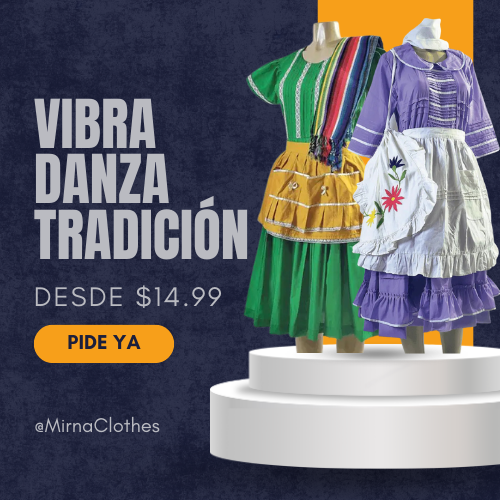 VIBRA
DANZA
TRADICIÓN
DESDE $14.99
PIDE YA
@MirnaClothes